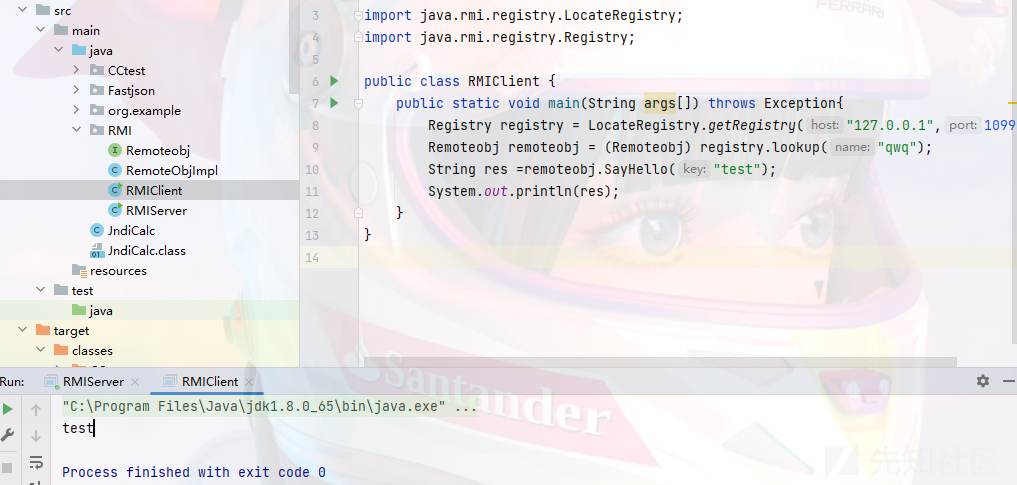 src
main
java
CCtest
Fastjson
org.example
RMI
Remoteobj
RemoteObjImpl
RMIClient
RMIServer
JndiCalc
JndiCalc.class
resources
test
java
target
classes
3 import java.rmi.registry.LocateRegistry;
4 import java.rmi.registry.Registry;
5
6 public class RMIClient {
7 public static void main(String args[]) throws Exception{
8 Registry registry = LocateRegistry.getRegistry( host: "127.0.0.1", port: 1099
9 Remoteobj remoteobj = (Remoteobj) registry.lookup( name: "qwq");
10 String res =remoteobj.SayHello( key: "test");
11 System.out.println(res);
12 }
13 }
14
FERRARI
Santander
Run: RMIServer × RMIClient ×
"C:\Program Files\Java\jdk1.8.0_65\bin\java.exe" ...
test
Process finished with exit code 0
先知社区